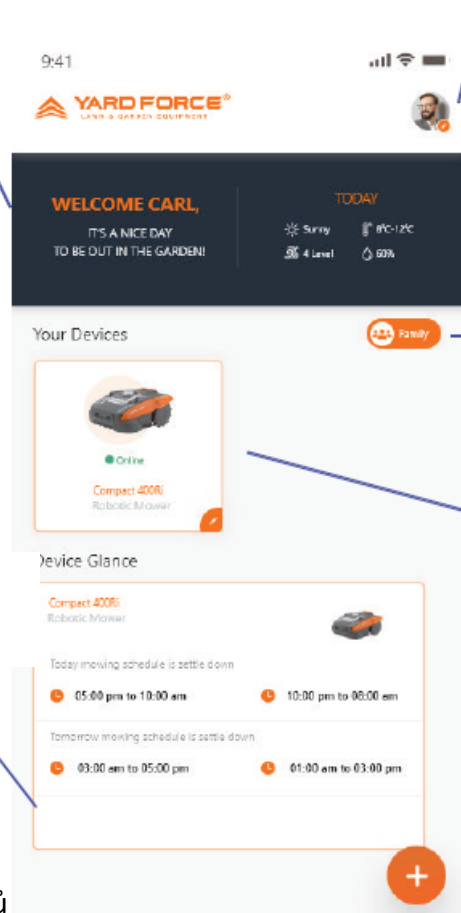 9:41
YARD FORCE®
LAWN & GARDEN EQUIPMENT
WELCOME CARL,
IT'S A NICE DAY
TO BE OUT IN THE GARDEN!
TODAY
Sunny 8°C-12°C
4 Level 60%
Your Devices
Family
Online
Compact 400Ri
Robotic Mower
Device Glance
Compact 400Ri
Robotic Mower
Today mowing schedule is settle down
05:00 pm to 10:00 am 10:00 pm to 08:00 am
Tomorrow mowing schedule is settle down
03:00 am to 05:00 pm 01:00 am to 03:00 pm
+
ů